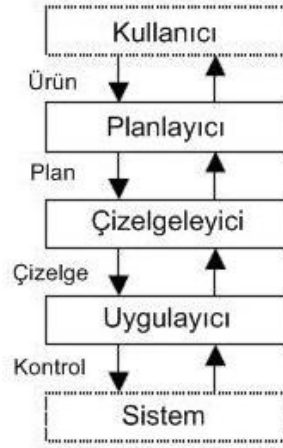 Kullanıcı
Ürün
Planlayıcı
Plan
Çizelgeleyici
Çizelge
Uygulayıcı
Kontrol
Sistem